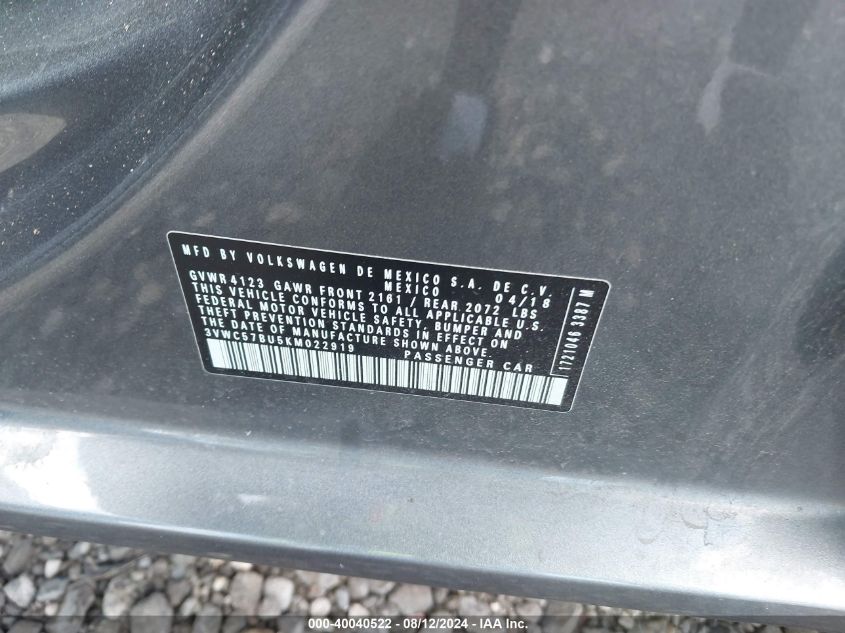 MFD BY VOLKSWAGEN DE MEXICO S.A. DE C.V.
MEXICO 04/18
GVWR 4123 GAWR FRONT 2161 / REAR 2072 LBS
THIS VEHICLE CONFORMS TO ALL APPLICABLE U.S.
FEDERAL MOTOR VEHICLE SAFETY, BUMPER AND
THEFT PREVENTION STANDARDS IN EFFECT ON
THE DATE OF MANUFACTURE SHOWN ABOVE.
3VWC57BU5KM022919 PASSENGER CAR
1721049 3387 M
000-40040522 - 08/12/2024 - IAA Inc.